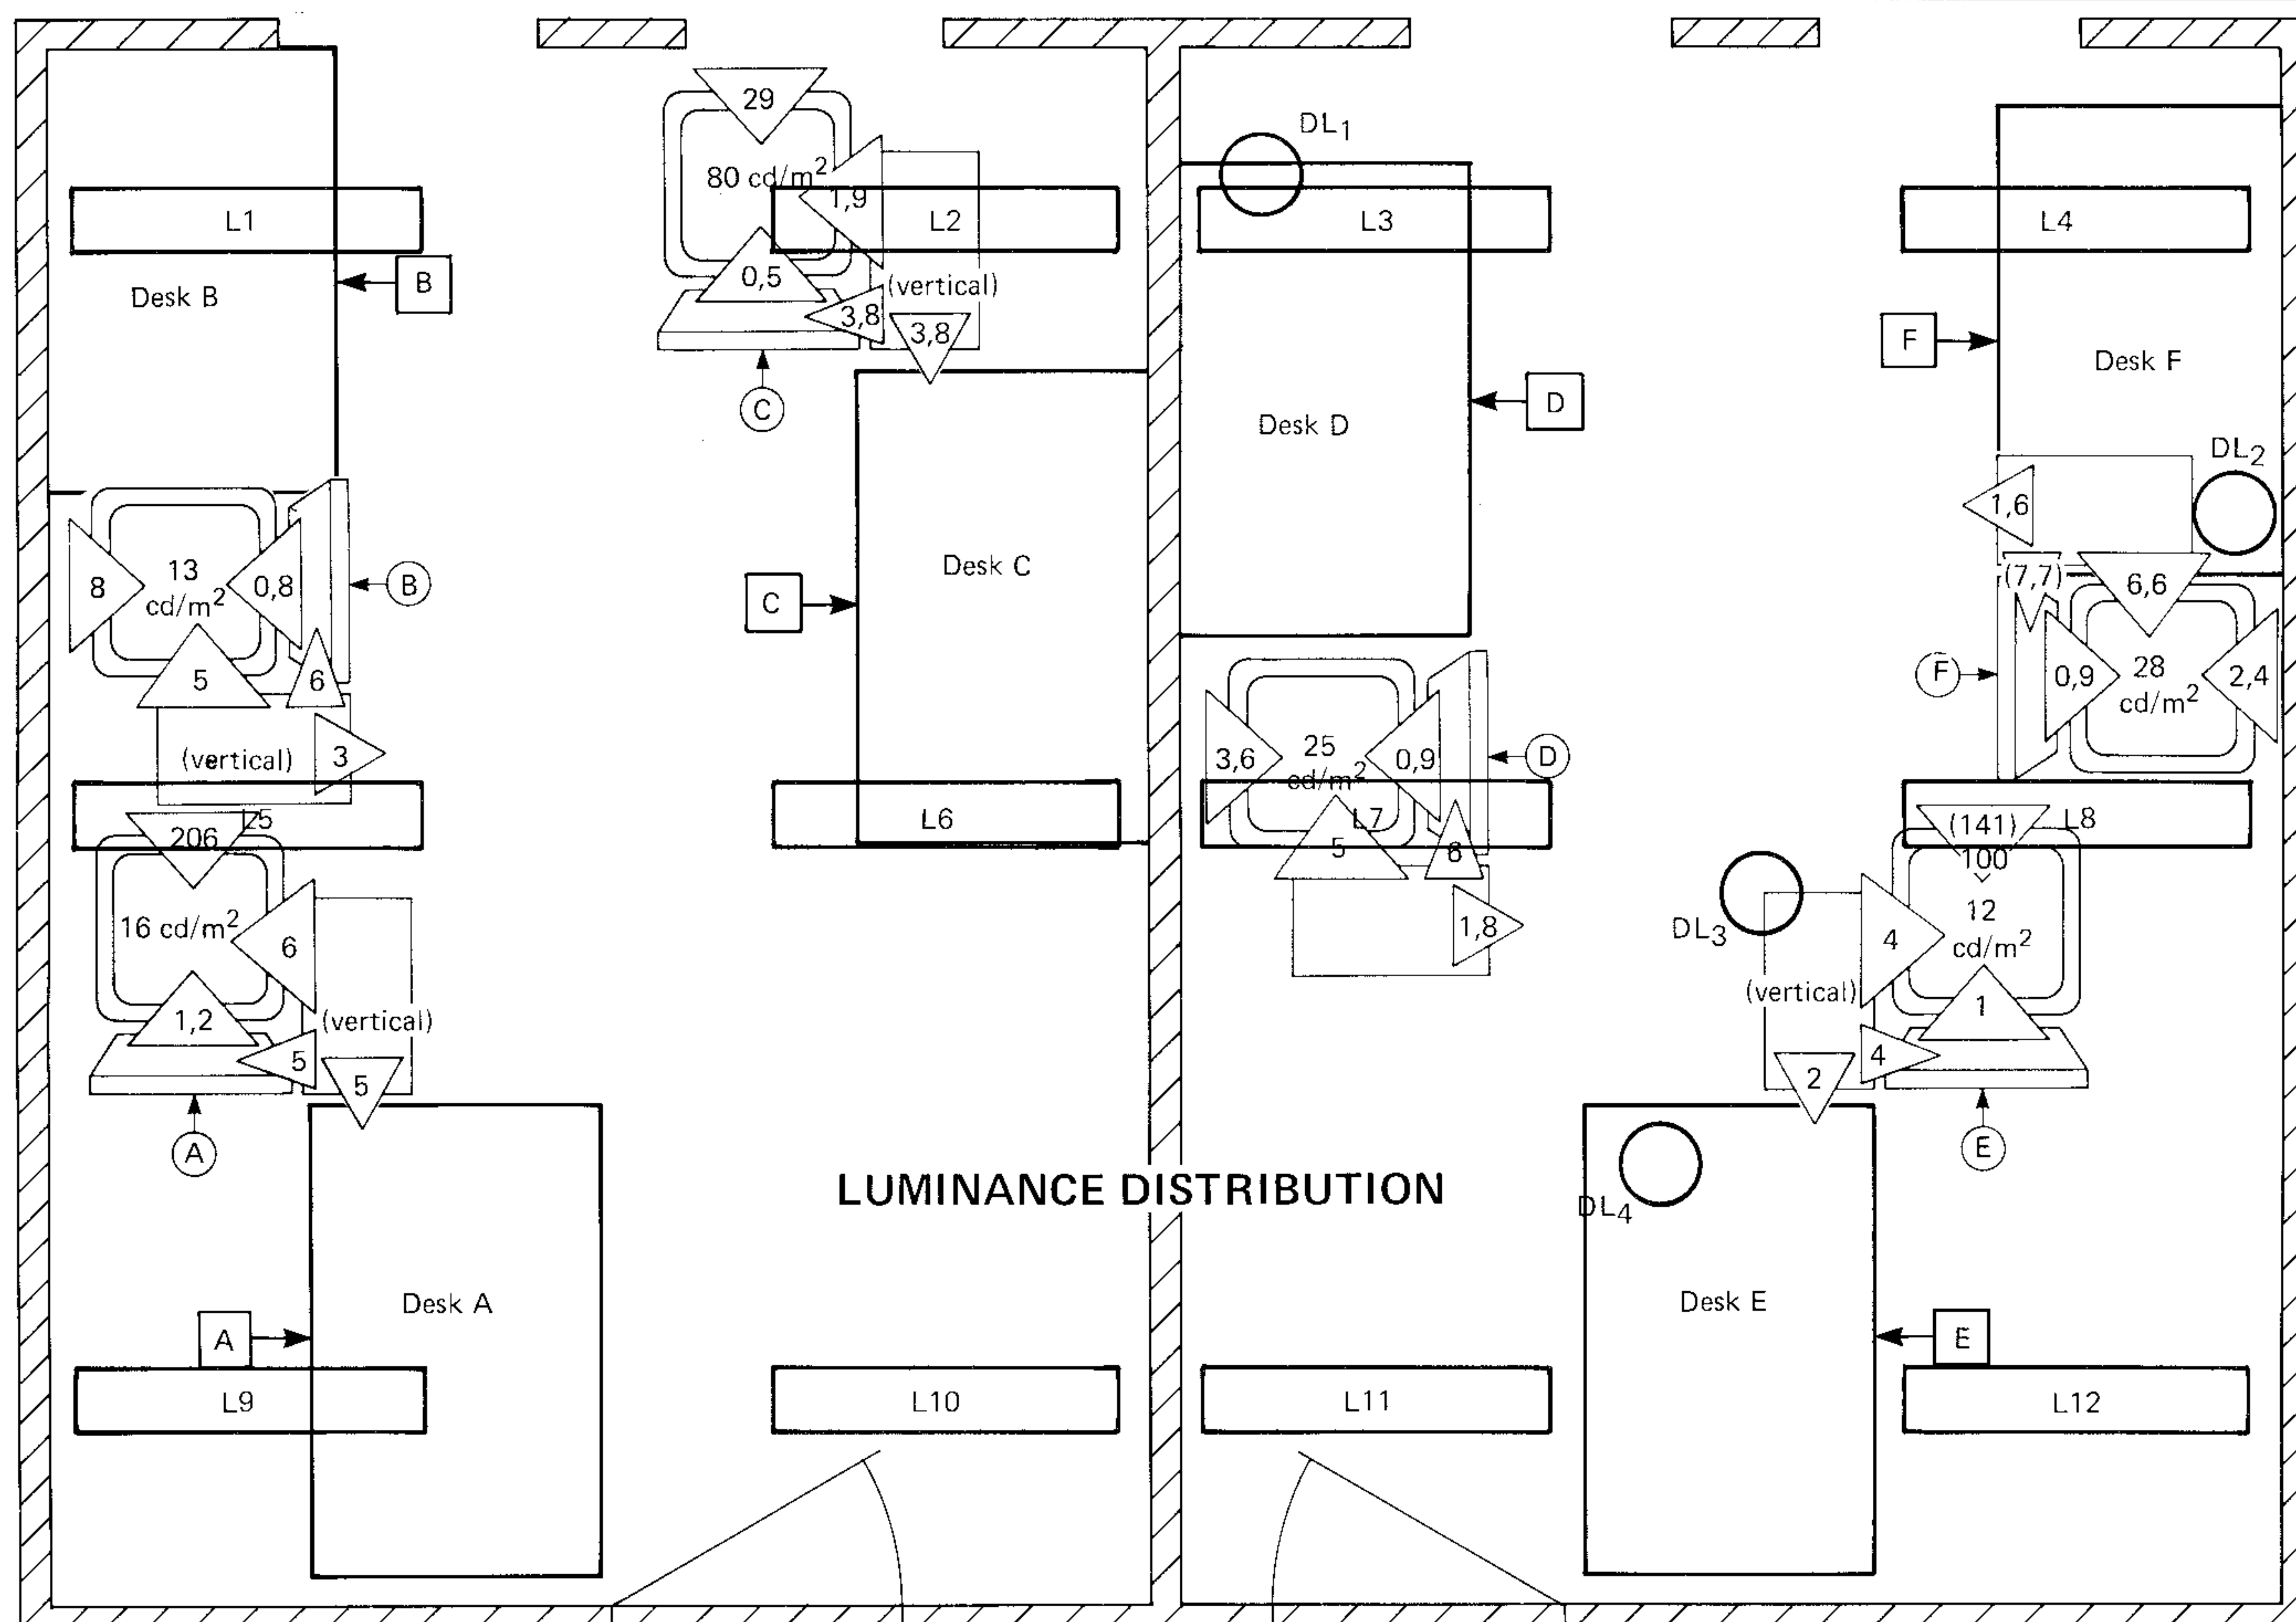 29
DL1
80 cd/m2
1,9
L1
L2
L3
L4
Desk B
B
0,5
(vertical)
3,8
3,8
C
F
Desk F
D
Desk D
DL2
1,6
13
cd/m2
8
0,8
B
5
6
Desk C
C
(7,7)
6,6
F
0,9
28
cd/m2
2,4
(vertical)
3
3,6
25
cd/m2
0,9
D
L5
206
L6
L7
5
L8
(141)
100
16 cd/m2
6
1,8
DL3
4
12
cd/m2
(vertical)
1,2
(vertical)
1
5
5
2
4
A
E
LUMINANCE DISTRIBUTION
DL4
Desk A
Desk E
A
E
L9
L10
L11
L12